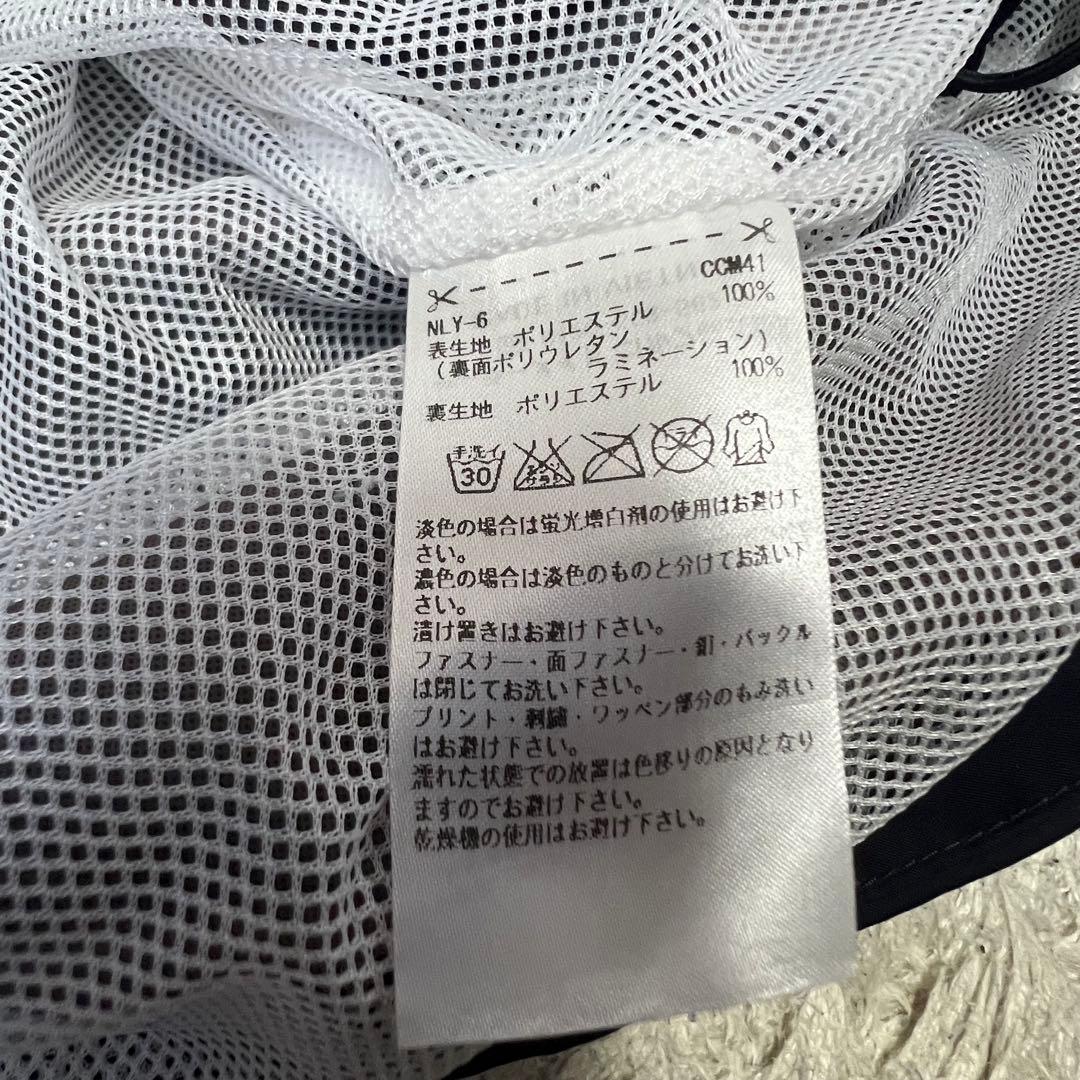 NLY-6 CCM41
表生地 ポリエステル 100%
(裏面ポリウレタン
ラミネーション)
裏生地 ポリエステル 100%
手洗イ
30
エンソ
サラシ
ドライ
淡色の場合は蛍光増白剤の使用はお避け下
さい。
濃色の場合は淡色のものと分けてお洗い下
さい。
漬け置きはお避け下さい。
ファスナー・面ファスナー・釦・バックル
は閉じてお洗い下さい。
プリント・刺繍・ワッペン部分のもみ洗い
はお避け下さい。
濡れた状態での放置は色移りの原因となり
ますのでお避け下さい。
乾燥機の使用はお避け下さい。